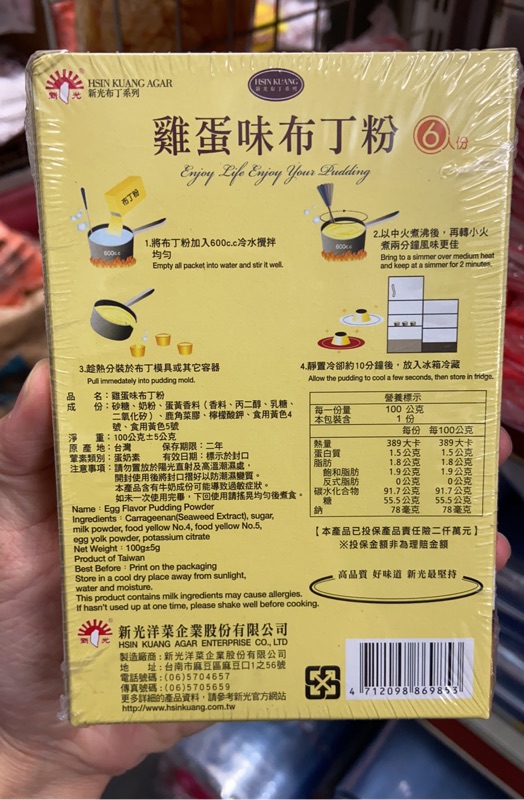 HSIN KUANG AGAR
新光布丁系列
新光
HSIN KUANG
新光布丁系列
雞蛋味布丁粉 6人份
Enjoy Life Enjoy Your Pudding
布丁粉
600c.c
1.將布丁粉加入600c.c冷水攪拌
均勻
Empty all packet into water and stir it well.
600c.c
2.以中火煮沸後，再轉小火
煮兩分鐘風味更佳
Bring to a simmer over medium heat
and keep at a simmer for 2 minutes.
3.趁熱分裝於布丁模具或其它容器
Pull immedately into pudding mold.
4.靜置冷卻約10分鐘後，放入冰箱冷藏
Allow the pudding to cool a few seconds, then store in fridge.
品名：雞蛋味布丁粉
成份：砂糖、奶粉、蛋黃香料（香料、丙二醇、乳糖、
二氧化矽）、鹿角菜膠、檸檬酸鉀、食用黃色4
號、食用黃色5號
淨重：100公克±5公克
原產地：台灣 保存期限：二年
葷素類別：蛋奶素 有效日期：標示於封口
注意事項：請勿置放於陽光直射及高溫潮濕處，
開封使用後將封口摺好以防潮濕變質。
本產品含有牛奶成份可能導致過敏症狀。
如未一次使用完畢，下回使用請搖晃均勻後煮食。
Name：Egg Flavor Pudding Powder
Ingredients：Carrageenan(Seaweed Extract), sugar,
milk powder, food yellow No.4, food yellow No.5,
egg yolk powder, potassium citrate
Net Weight：100g±5g
Product of Taiwan
Best Before：Print on the packaging
Store in a cool dry place away from sunlight,
water and moisture.
This product contains milk ingredients may cause allergies.
If hasn't used up at one time, please shake well before cooking.
營養標示
每一份量 100 公克
本包裝含 1 份
每份 每100公克
熱量 389大卡 389大卡
蛋白質 1.5公克 1.5公克
脂肪 1.8公克 1.8公克
飽和脂肪 1.9公克 1.9公克
反式脂肪 0公克 0公克
碳水化合物 91.7公克 91.7公克
糖 55.5公克 55.5公克
鈉 78毫克 78毫克
【本產品已投保產品責任險二仟萬元】
※投保金額非為理賠金額
高品質 好味道 新光最堅持
新光
新光洋菜企業股份有限公司
HSIN KUANG AGAR ENTERPRISE CO., LTD
製造廠商：新光洋菜企業股份有限公司
地址：台南市麻豆區麻豆口1之56號
電話號碼：(06)5704657
傳真號碼：(06)5705659
更多詳細的產品資料，請參考新光官方網站
http://www.hsinkuang.com.tw
4 712098 869853